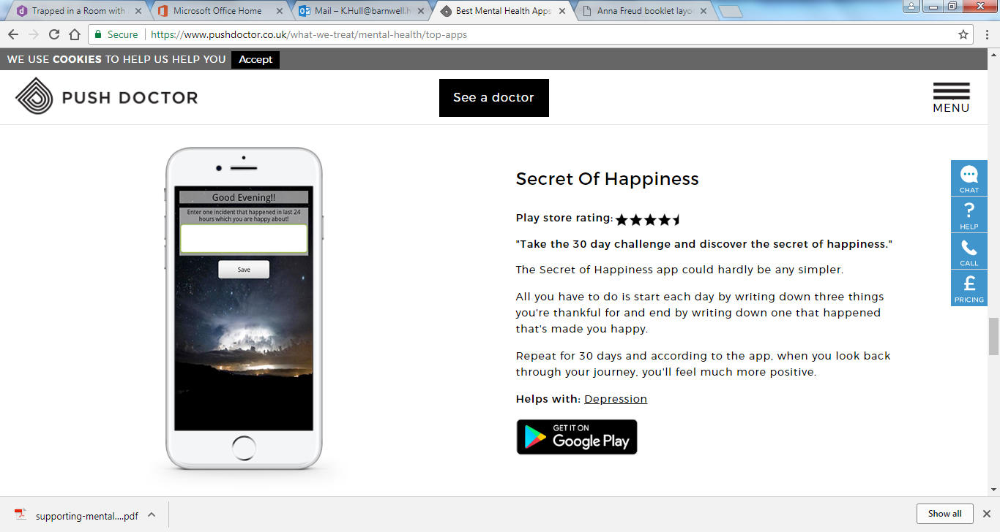 Trapped in a Room with
Microsoft Office Home
Mail – K.Hull@barnwell.h
Best Mental Health Apps
Anna Freud booklet layo
Secure
https://www.pushdoctor.co.uk/what-we-treat/mental-health/top-apps
WE USE COOKIES TO HELP US HELP YOU
Accept
PUSH DOCTOR
See a doctor
MENU
Good Evening!!
Enter one incident that happened in last 24
hours which you are happy about!
Save
Secret Of Happiness
Play store rating:
"Take the 30 day challenge and discover the secret of happiness."
The Secret of Happiness app could hardly be any simpler.
All you have to do is start each day by writing down three things
you're thankful for and end by writing down one that happened
that's made you happy.
Repeat for 30 days and according to the app, when you look back
through your journey, you'll feel much more positive.
Helps with: Depression
GET IT ON
Google Play
CHAT
?
HELP
CALL
£
PRICING
supporting-mental....pdf
Show all